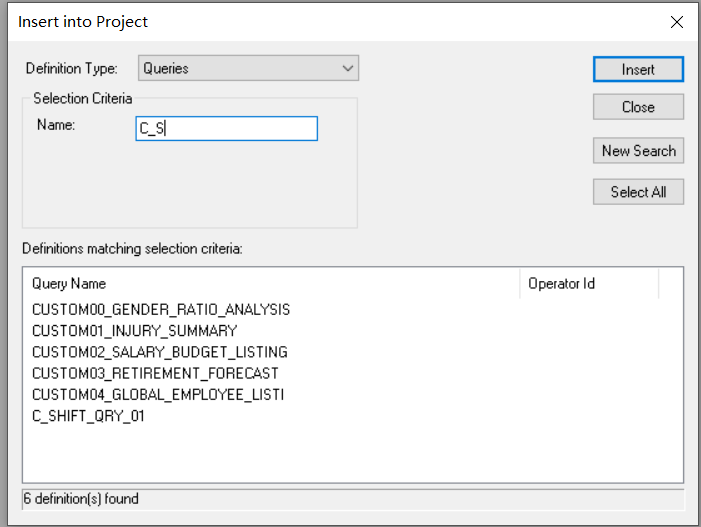 Insert into Project
Definition Type: Queries
Insert
Selection Criteria
Name: C_S
Close
New Search
Select All
Definitions matching selection criteria:
Query Name Operator Id
CUSTOM00_GENDER_RATIO_ANALYSIS
CUSTOM01_INJURY_SUMMARY
CUSTOM02_SALARY_BUDGET_LISTING
CUSTOM03_RETIREMENT_FORECAST
CUSTOM04_GLOBAL_EMPLOYEE_LISTI
C_SHIFT_QRY_01
6 definition(s) found